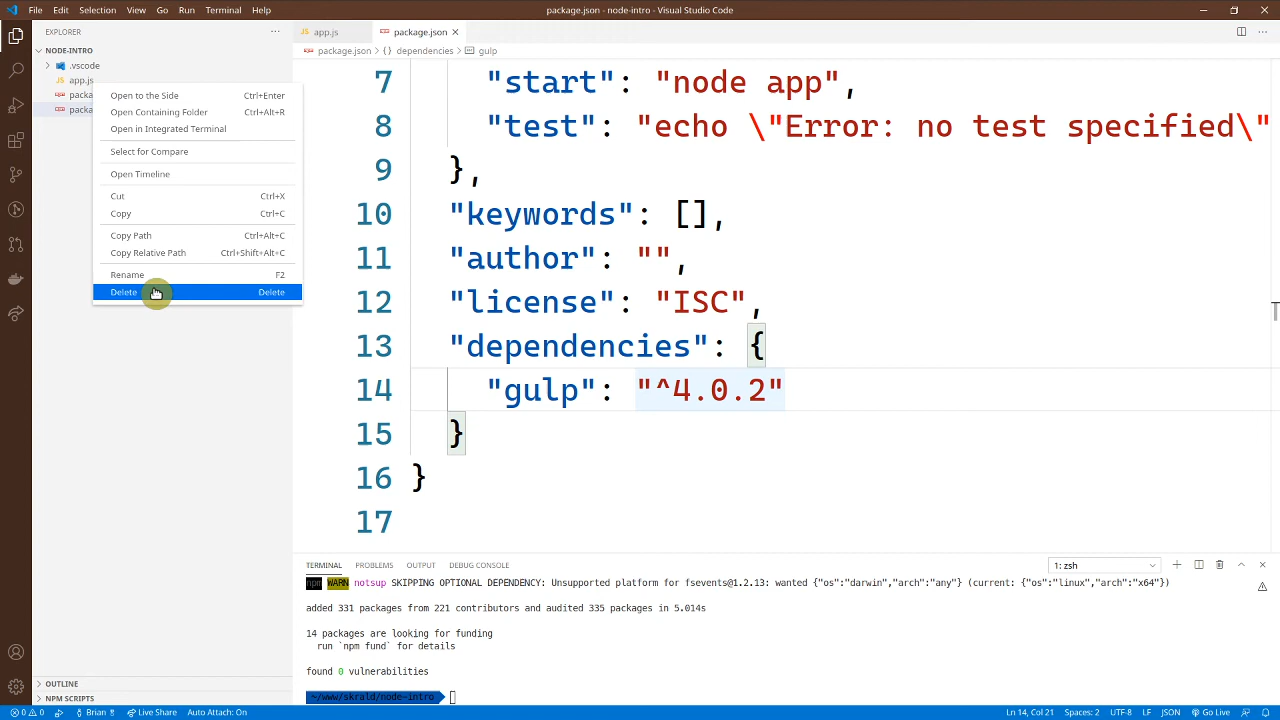 File Edit Selection View Go Run Terminal Help
package.json - node-intro - Visual Studio Code
EXPLORER
NODE-INTRO
.vscode
JS app.js
packa
packa
Open to the Side Ctrl+Enter
Open Containing Folder Ctrl+Alt+R
Open in Integrated Terminal
Select for Compare
Open Timeline
Cut Ctrl+X
Copy Ctrl+C
Copy Path Ctrl+Alt+C
Copy Relative Path Ctrl+Shift+Alt+C
Rename F2
Delete Delete
OUTLINE
NPM SCRIPTS
JS app.js
package.json
package.json > { } dependencies > gulp
7 "start": "node app",
8 "test": "echo \"Error: no test specified\"
9 },
10 "keywords": [],
11 "author": "",
12 "license": "ISC",
13 "dependencies": {
14 "gulp": "^4.0.2"
15 }
16 }
17
TERMINAL PROBLEMS OUTPUT DEBUG CONSOLE
1: zsh
npm WARN notsup SKIPPING OPTIONAL DEPENDENCY: Unsupported platform for fsevents@1.2.13: wanted {"os":"darwin","arch":"any"} (current: {"os":"linux","arch":"x64"})
added 331 packages from 221 contributors and audited 335 packages in 5.014s
14 packages are looking for funding
run `npm fund` for details
found 0 vulnerabilities
~/www/skrald/node-intro
0 0 Brian Live Share Auto Attach: On
Ln 14, Col 21 Spaces: 2 UTF-8 LF JSON Go Live